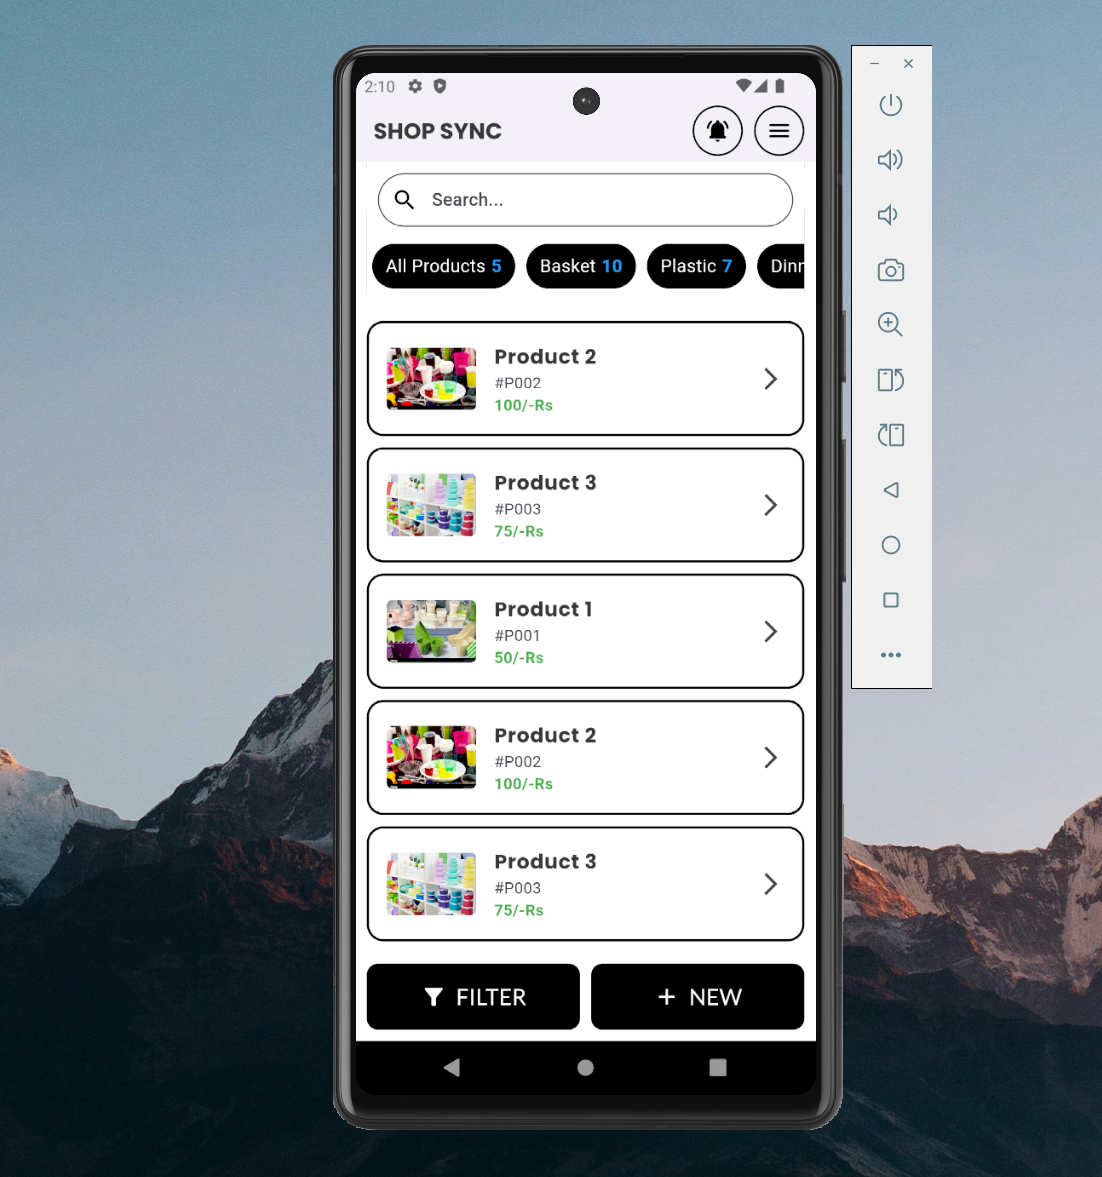 2:10
SHOP SYNC
Search...
All Products 5 Basket 10 Plastic 7 Dinr
Product 2
#P002
100/-Rs
Product 3
#P003
75/-Rs
Product 1
#P001
50/-Rs
Product 2
#P002
100/-Rs
Product 3
#P003
75/-Rs
FILTER + NEW